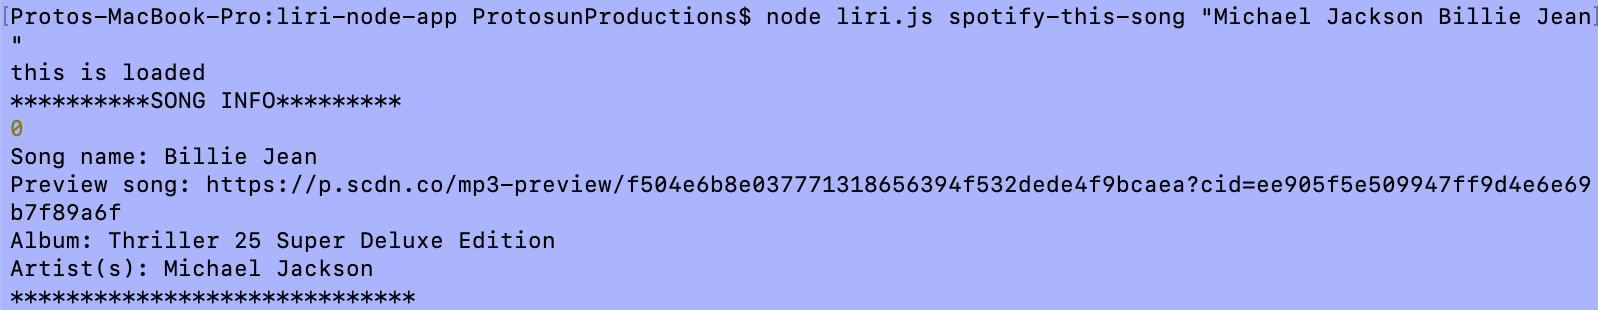 [Protos-MacBook-Pro:liri-node-app ProtosunProductions$ node liri.js spotify-this-song "Michael Jackson Billie Jean]
"
this is loaded
**********SONG INFO*********
0
Song name: Billie Jean
Preview song: https://p.scdn.co/mp3-preview/f504e6b8e037771318656394f532dede4f9bcaea?cid=ee905f5e509947ff9d4e6e69
b7f89a6f
Album: Thriller 25 Super Deluxe Edition
Artist(s): Michael Jackson
*****************************